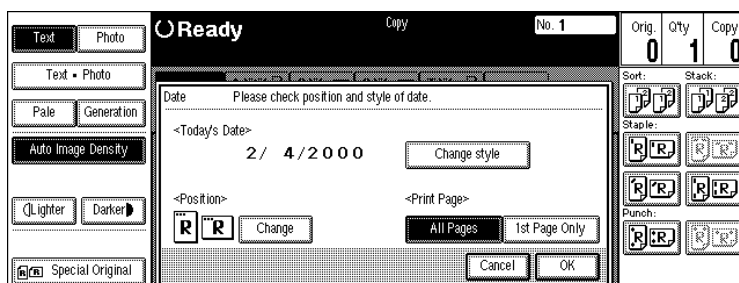 Text
Photo
Text • Photo
Pale
Generation
Auto Image Density
Lighter
Darker
Special Original
Ready
Copy
No. 1
Date
Please check position and style of date.
<Today's Date>
2/ 4/2000
Change style
<Position>
R
R
Change
<Print Page>
All Pages
1st Page Only
Cancel
OK
Orig.
Q'ty
Copy
0
1
0
Sort:
Stack:
Staple:
Punch: